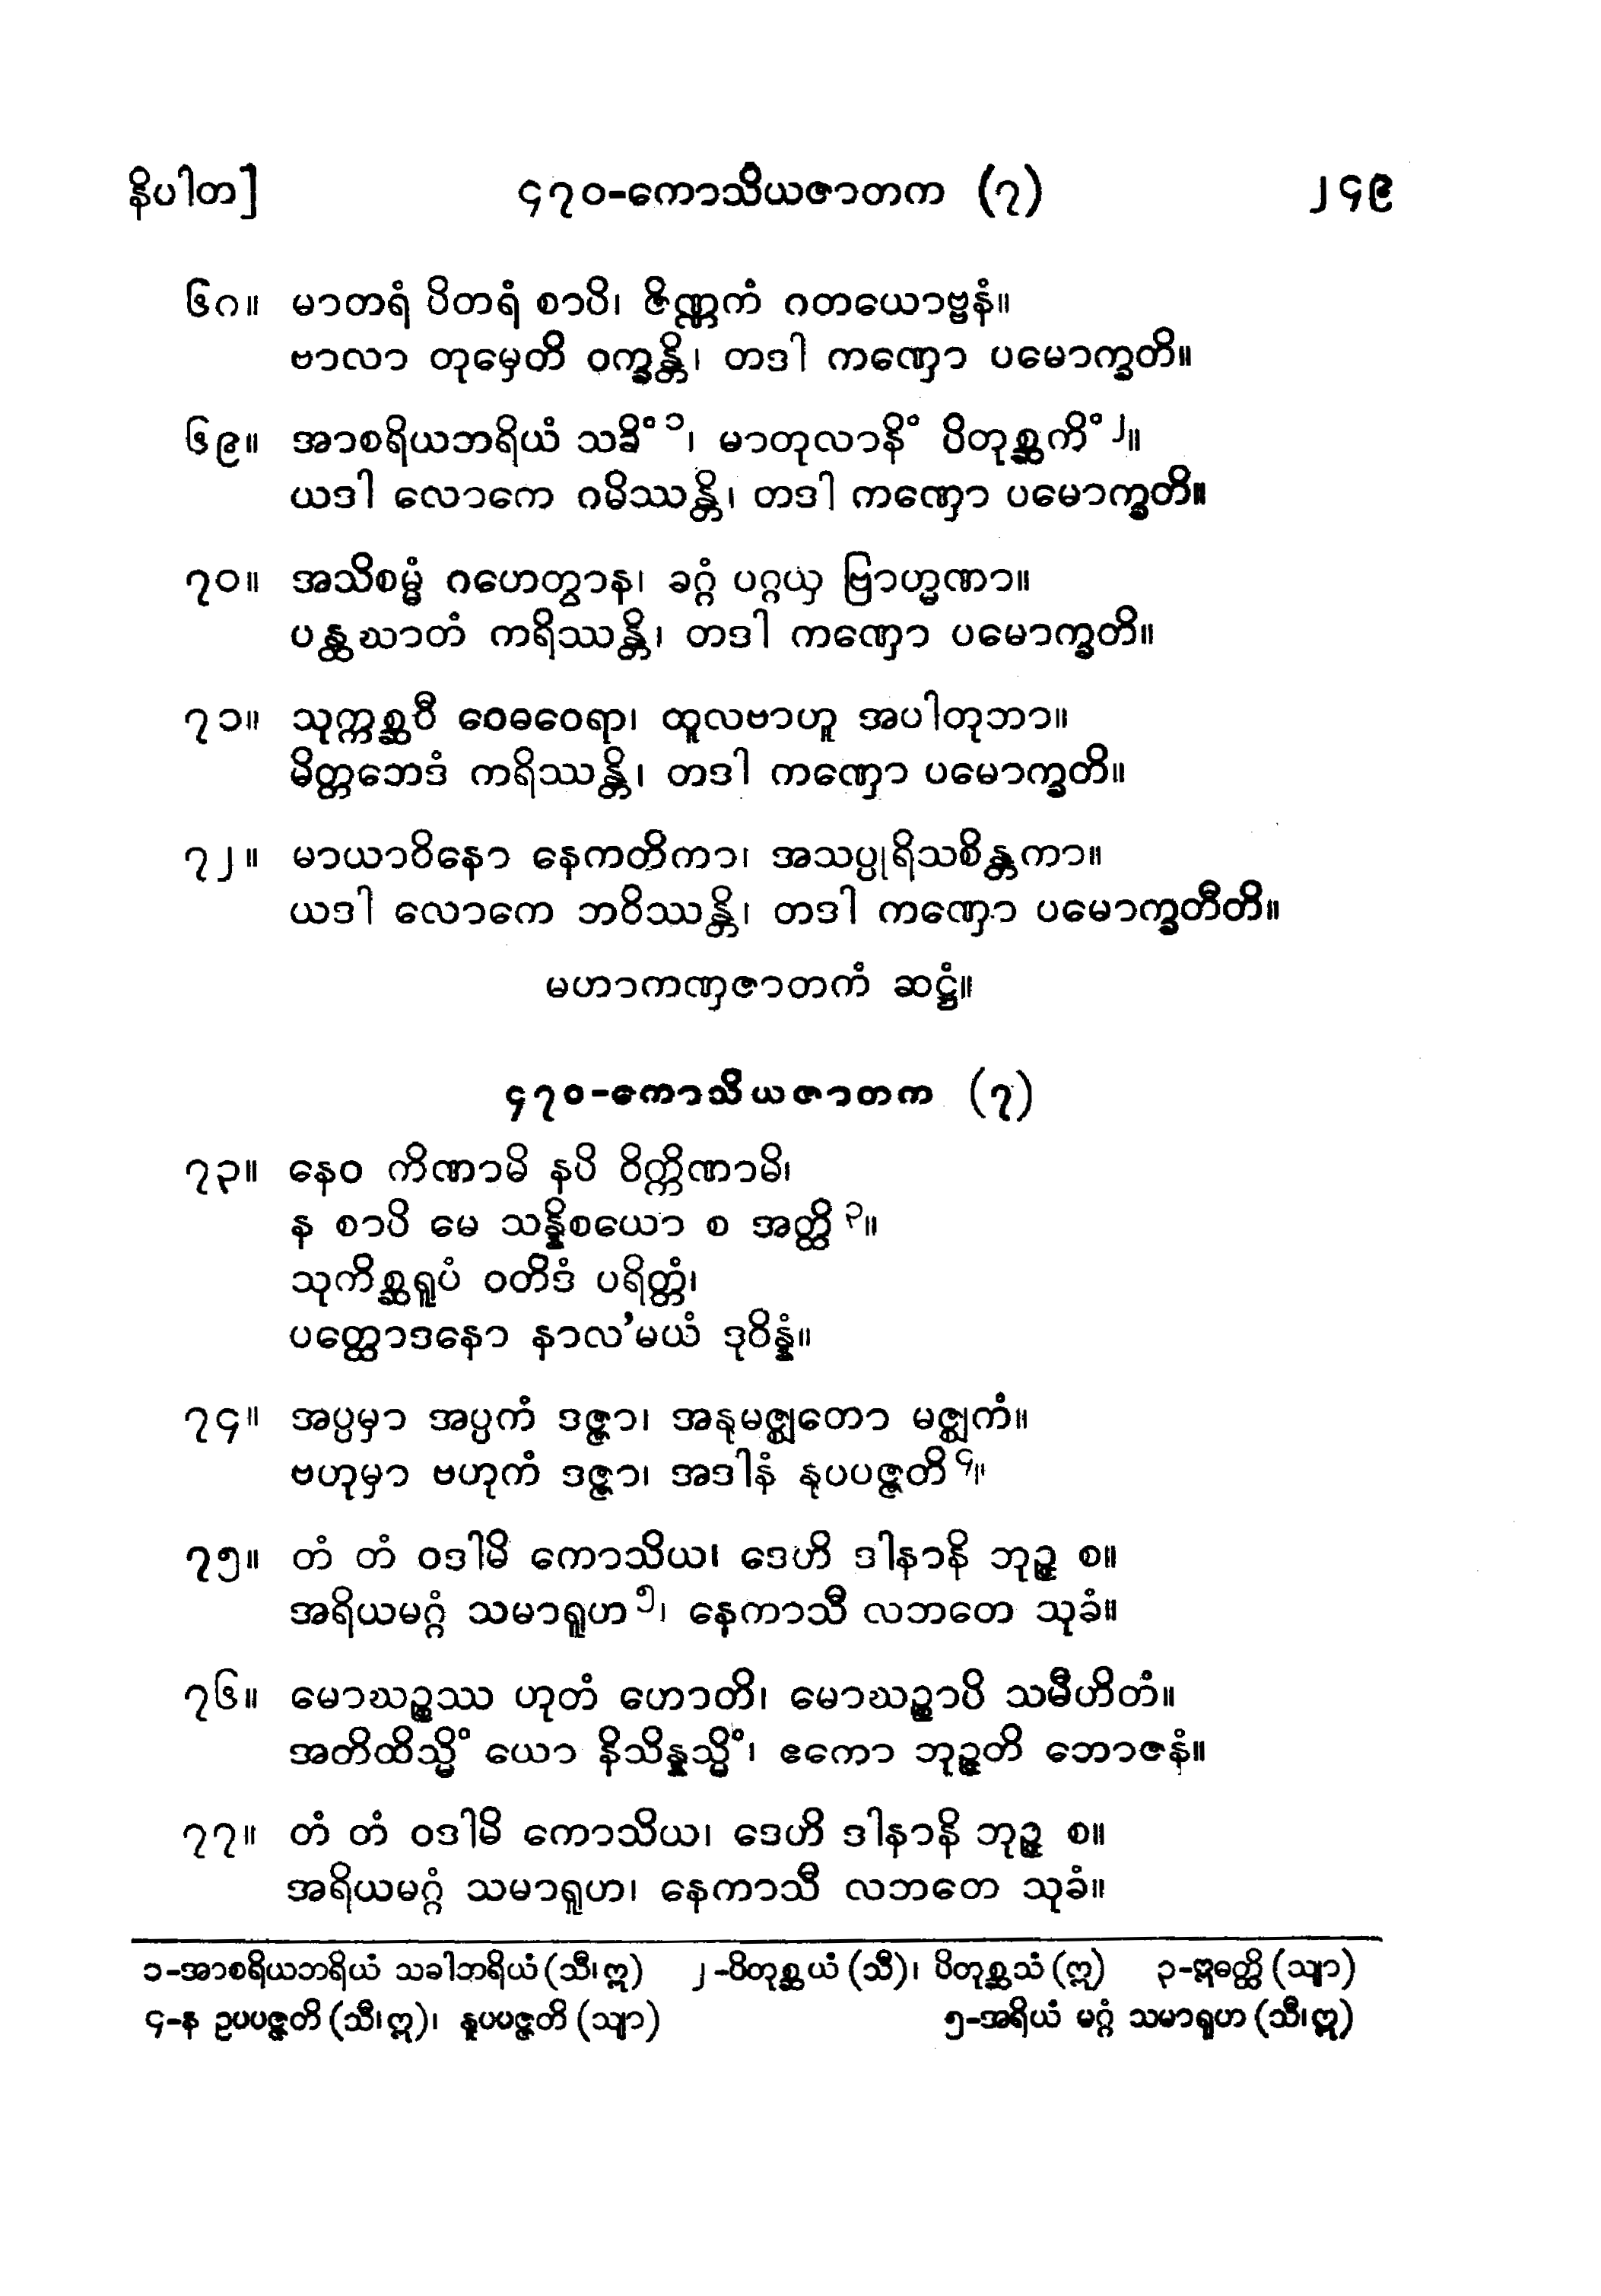 နိပါတ]	၄၇၀-ကောသိယဇာတက (၇)	၂၄၉
၆၈။ မာတရံ ပိတရံ စာပိ၊ ဇိဏ္ဏကံ ဂတယောဗ္ဗနံ။
ဗာလာ တုမှေတိ ဝက္ခန္တိ၊ တဒါ ကဏှော ပမောက္ခတိ။
၆၉။ အာစရိယဘရိယံ သခိံ ၁၊ မာတုလာနိံ ပိတုစ္ဆကိံ ၂။
ယဒါ လောကေ ဂမိဿန္တိ၊ တဒါ ကဏှော ပမောက္ခတိ။
၇၀။ အသိစမ္မံ ဂဟေတွာန၊ ခဂ္ဂံ ပဂ္ဂယှ ဗြာဟ္မဏာ။
ပန္ထဃာတံ ကရိဿန္တိ၊ တဒါ ကဏှော ပမောက္ခတိ။
၇၁။ သုက္ကစ္ဆဝီ ဝေဓဝေရာ၊ ထူလဗာဟူ အပါတုဘာ။
မိတ္တဘေဒံ ကရိဿန္တိ၊ တဒါ ကဏှော ပမောက္ခတိ။
၇၂။ မာယာဝိနော နေကတိကာ၊ အသပ္ပုရိသစိန္တကာ။
ယဒါ လောကေ ဘဝိဿန္တိ၊ တဒါ ကဏှော ပမောက္ခတီတိ။
မဟာကဏှဇာတကံ ဆဋ္ဌံ။
၄၇၀-ကောသိယဇာတက (၇)
၇၃။ နေဝ ကိဏာမိ နပိ ဝိက္ကိဏာမိ၊
န စာပိ မေ သန္နိစယော စ အတ္ထိ ၃။
သုကိစ္ဆရူပံ ဝတိဒံ ပရိတ္တံ၊
ပတ္ထောဒနော နာလ’မယံ ဒုဝိန္နံ။
၇၄။ အပ္ပမှာ အပ္ပကံ ဒဇ္ဇာ၊ အနုမဇ္ဈတော မဇ္ဈကံ။
ဗဟုမှာ ဗဟုကံ ဒဇ္ဇာ၊ အဒါနံ နုပပဇ္ဇတိ ၄။
၇၅။ တံ တံ ဝဒါမိ ကောသိယ၊ ဒေဟိ ဒါနာနိ ဘုဉ္ဇ စ။
အရိယမဂ္ဂံ သမာရူဟ ၅၊ နေကာသီ လဘတေ သုခံ။
၇၆။ မောဃဉ္စဿ ဟုတံ ဟောတိ၊ မောဃဉ္စာပိ သမီဟိတံ။
အတိထိသ္မိံ ယော နိသိန္နသ္မိံ၊ ဧကော ဘုဉ္ဇတိ ဘောဇနံ။
၇၇။ တံ တံ ဝဒါမိ ကောသိယ၊ ဒေဟိ ဒါနာနိ ဘုဉ္ဇ စ။
အရိယမဂ္ဂံ သမာရူဟ၊ နေကာသီ လဘတေ သုခံ။
၁-အာစရိယဘရိယံ သခါဘရိယံ (သီ၊ဣ)	၂-ပိတုစ္ဆယံ (သီ)၊ ပိတုစ္ဆသံ (ဣ)	၃-ဣဓတ္ထိ (သျာ)
၄-န ဥပပဇ္ဇတိ (သီ၊ဣ)၊ နူပပဇ္ဇတိ (သျာ)	၅-အရိယံ မဂ္ဂံ သမာရုဟ (သီ၊ဣ)